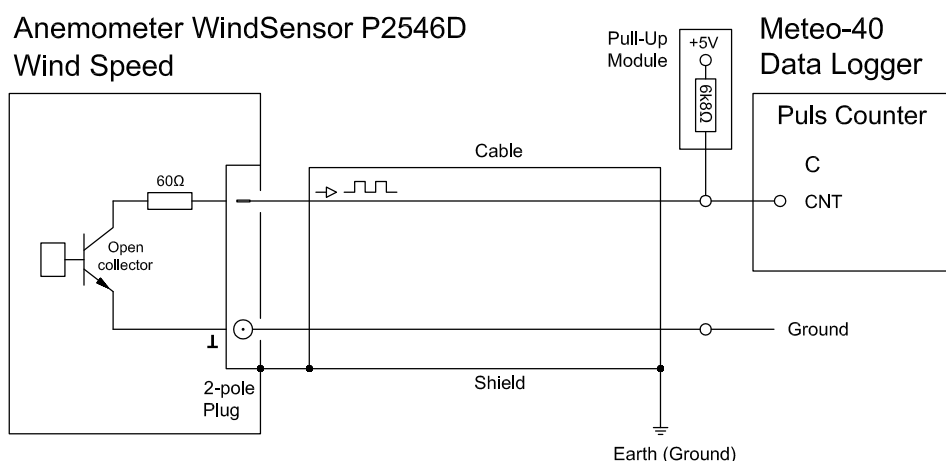 Anemometer WindSensor P2546D
Wind Speed
Pull-Up
Module
+5V
6k8Ω
Meteo-40
Data Logger
Puls Counter
C
CNT
Cable
60Ω
Open
collector
Ground
2-pole
Plug
Shield
Earth (Ground)